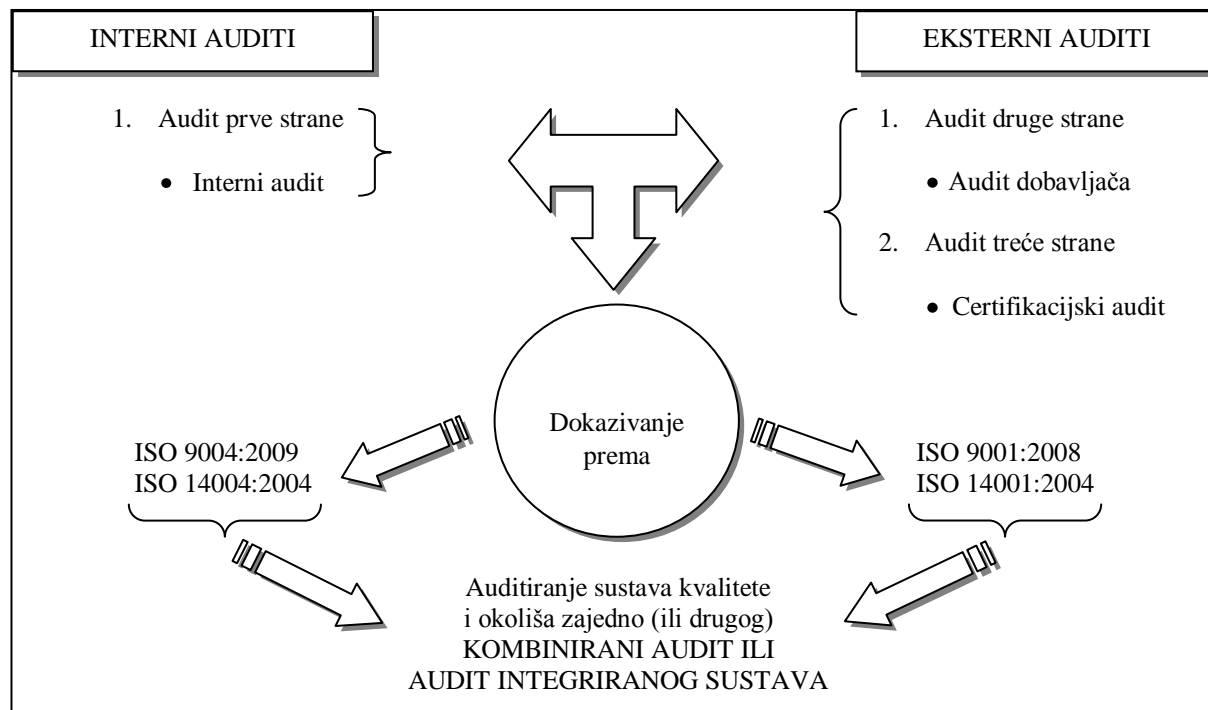 INTERNI AUDITI
EKSTERNI AUDITI
1. Audit prve strane
• Interni audit
1. Audit druge strane
• Audit dobavljača
2. Audit treće strane
• Certifikacijski audit
Dokazivanje
prema
ISO 9004:2009
ISO 14004:2004
ISO 9001:2008
ISO 14001:2004
Auditiranje sustava kvalitete
i okoliša zajedno (ili drugog)
KOMBINIRANI AUDIT ILI
AUDIT INTEGRIRANOG SUSTAVA